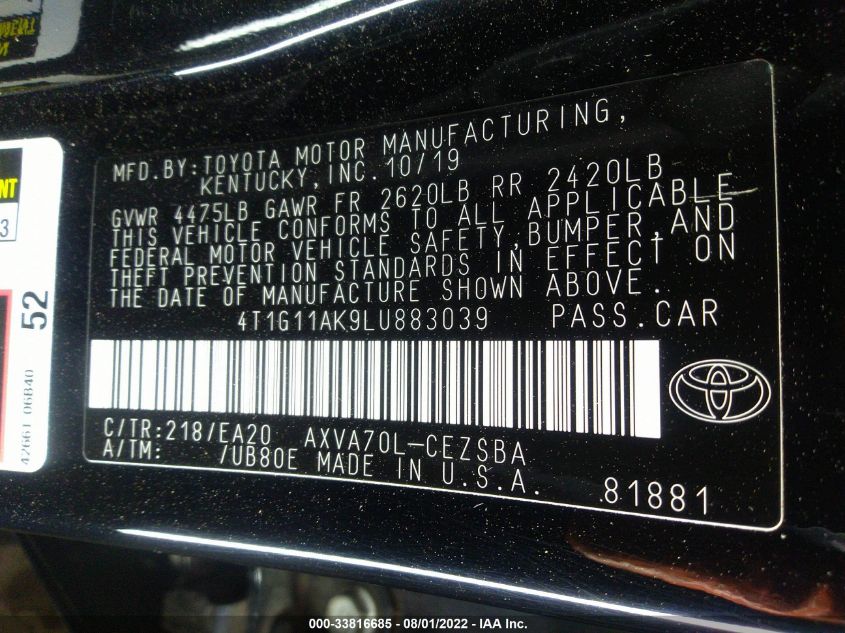 MFD.BY:TOYOTA MOTOR MANUFACTURING,
KENTUCKY,INC.10/19
GVWR 4475LB GAWR FR 2620LB RR 2420LB
THIS VEHICLE CONFORMS TO ALL APPLICABLE
FEDERAL MOTOR VEHICLE SAFETY,BUMPER,AND
THEFT PREVENTION STANDARDS IN EFFECT ON
THE DATE OF MANUFACTURE SHOWN ABOVE.
4T1G11AK9LU883039 PASS.CAR
C/TR:218/EA20 AXVA70L-CEZSBA
A/TM: /UB80E MADE IN U.S.A.
81881
52
42661 06B40
3
000-33816685 - 08/01/2022 - IAA Inc.